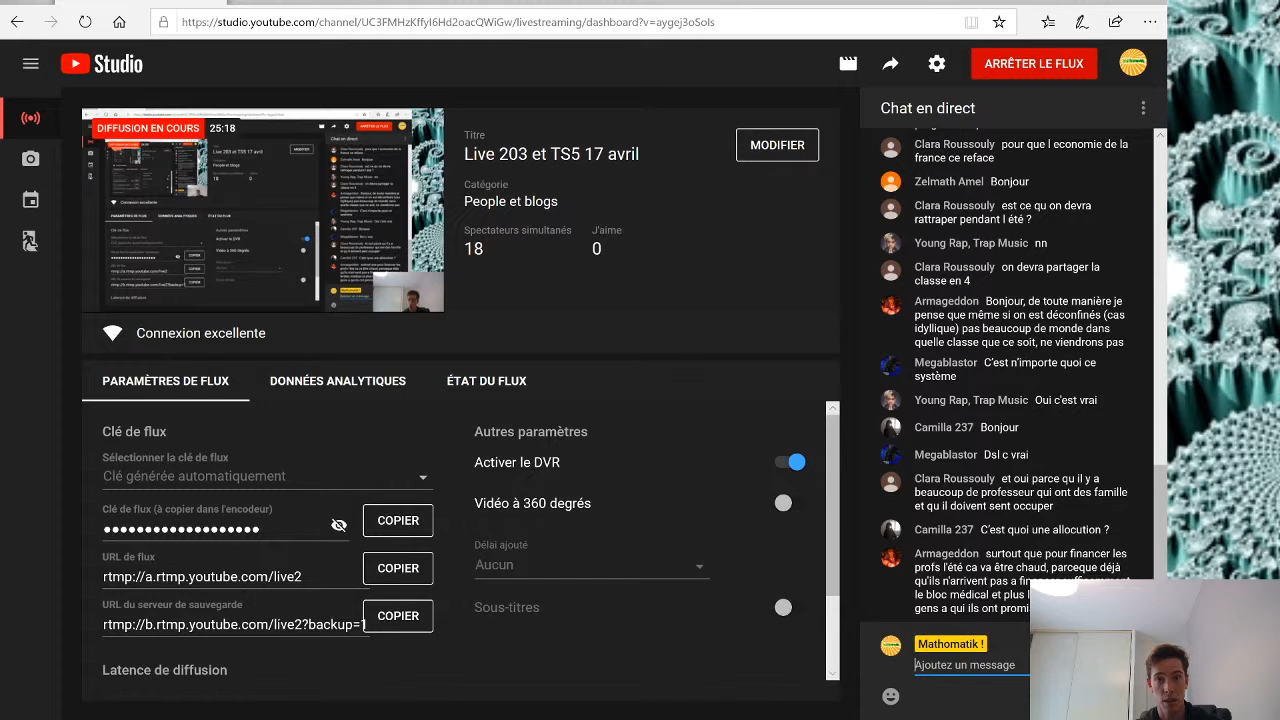 https://studio.youtube.com/channel/UC3FMHzKffyI6Hd2oacQWiGw/livestreaming/dashboard?v=aygej3oSoIs
Studio
ARRÊTER LE FLUX
DIFFUSION EN COURS 25:18
Titre
Live 203 et TS5 17 avril
MODIFIER
Catégorie
People et blogs
Spectateurs simultanés
J'aime
18
0
Connexion excellente
PARAMÈTRES DE FLUX
DONNÉES ANALYTIQUES
ÉTAT DU FLUX
Clé de flux
Sélectionner la clé de flux
Clé générée automatiquement
Clé de flux (à copier dans l'encodeur)
COPIER
URL de flux
rtmp://a.rtmp.youtube.com/live2
COPIER
URL du serveur de sauvegarde
rtmp://b.rtmp.youtube.com/live2?backup=1
COPIER
Latence de diffusion
Autres paramètres
Activer le DVR
Vidéo à 360 degrés
Délai ajouté
Aucun
Sous-titres
Chat en direct
Clara Roussouly pour que l economie de la
france ce refave
Zelmath Amel Bonjour
Clara Roussouly est ce qu on devra
rattraper pendant l été ?
Young Rap, Trap Music m
Clara Roussouly on devra partager la
classe en 4
Armageddon Bonjour, de toute manière je
pense que même si on est déconfinés (cas
idyllique) pas beaucoup de monde dans
quelle classe que ce soit, ne viendrons pas
Megablastor C'est n'importe quoi ce
système
Young Rap, Trap Music Oui c'est vrai
Camilla 237 Bonjour
Megablastor Dsl c vrai
Clara Roussouly et oui parce qu il y a
beaucoup de professeur qui ont des famille
et qu il doivent sent occuper
Camilla 237 C'est quoi une allocution ?
Armageddon surtout que pour financer les
profs l'été ca va être chaud, parceque déjà
qu'ils n'arrivent pas a financer suffisamment
le bloc médical et plus
gens a qui ils ont promi
Mathomatik !
Ajoutez un message